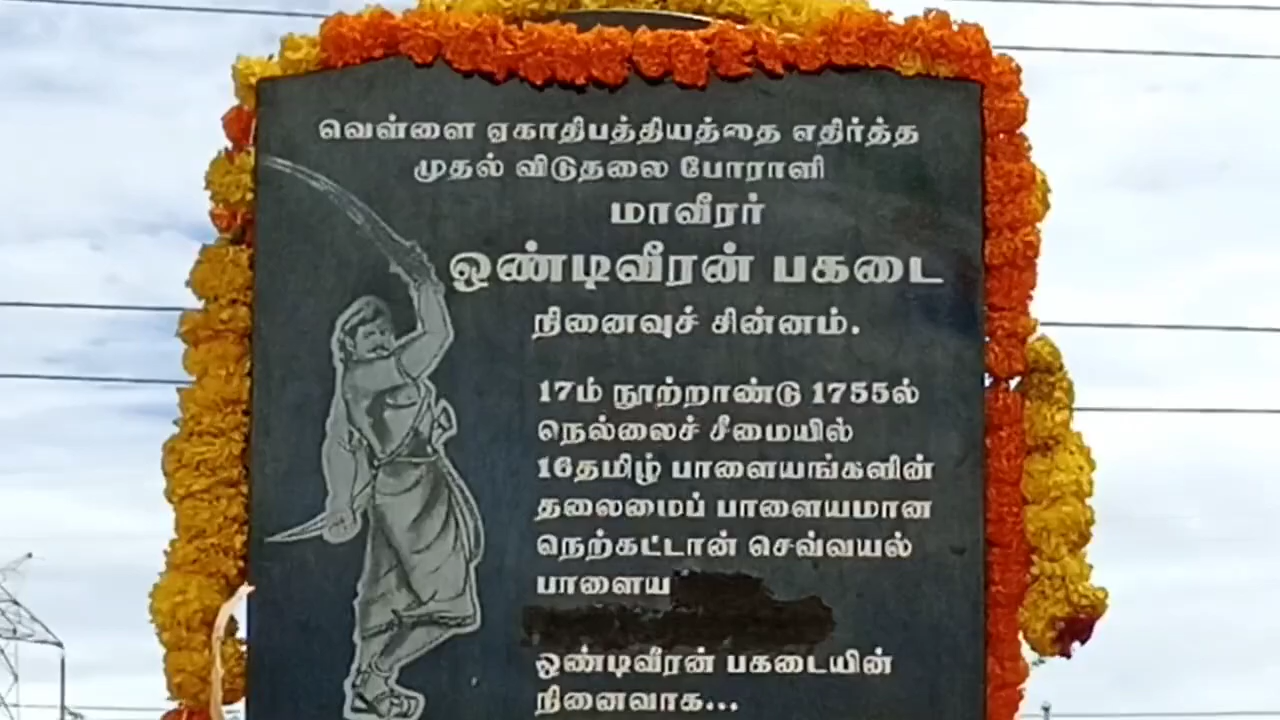 வெள்ளை ஏகாதிபத்தியத்தை எதிர்த்த
முதல் விடுதலை போராளி
மாவீரர்
ஒண்டிவீரன் பகடை
நினைவுச் சின்னம்.
17ம் நூற்றாண்டு 1755ல்
நெல்லைச் சீமையில்
16தமிழ் பாளையங்களின்
தலைமைப் பாளையமான
நெற்கட்டான் செவ்வயல்
பாளைய
ஒண்டிவீரன் பகடையின்
நினைவாக...